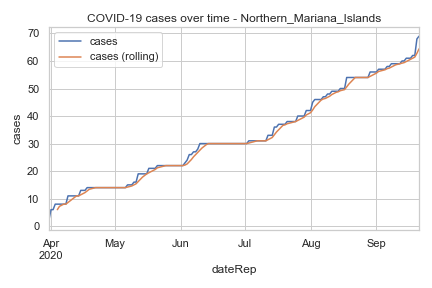 COVID-19 cases over time - Northern_Mariana_Islands
cases
cases (rolling)
70
60
50
40
30
20
10
0
cases
Apr
2020
May
Jun
Jul
Aug
Sep
dateRep